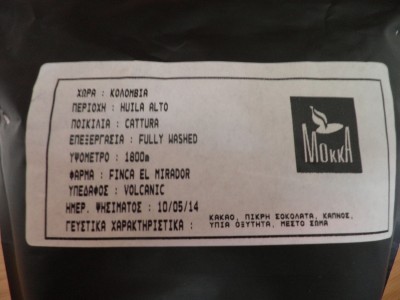 ΧΩΡΑ : ΚΟΛΟΜΒΙΑ
ΠΕΡΙΟΧΗ : HUILA ALTO
ΠΟΙΚΙΛΙΑ : CATTURA
ΕΠΕΞΕΡΓΑΣΙΑ : FULLY WASHED
ΥΨΟΜΕΤΡΟ : 1800m
ΦΑΡΜΑ : FINCA EL MIRADOR
ΥΠΕΔΑΦΟΣ : VOLCANIC
ΗΜΕΡ. ΨΗΣΙΜΑΤΟΣ : 10/05/14
ΓΕΥΣΤΙΚΑ ΧΑΡΑΚΤΗΡΙΣΤΙΚΑ :
ΚΑΚΑΟ, ΠΙΚΡΗ ΣΟΚΟΛΑΤΑ, ΚΑΠΝΟΣ,
ΥΠΙΑ ΟΞΥΤΗΤΑ, ΜΕΣΤΟ ΣΩΜΑ
MOKKA